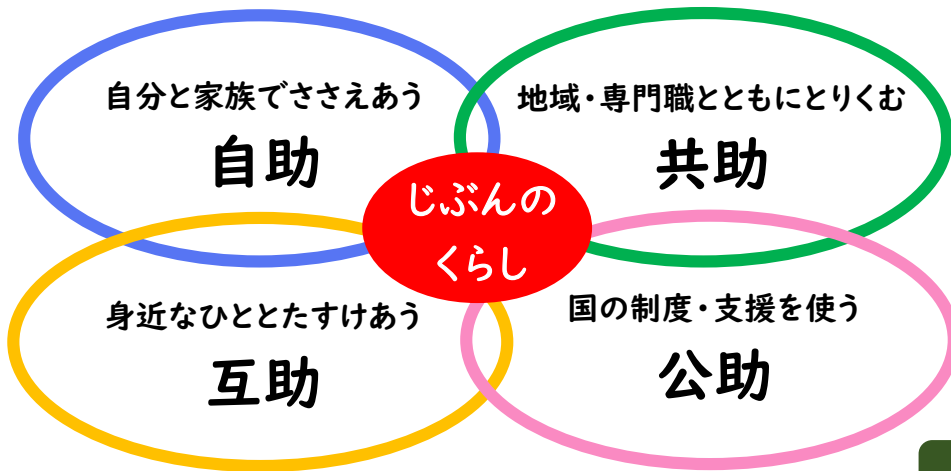 自分と家族でささえあう
自助
地域・専門職とともにとりくむ
共助
じぶんの
くらし
身近なひととたすけあう
互助
国の制度・支援を使う
公助